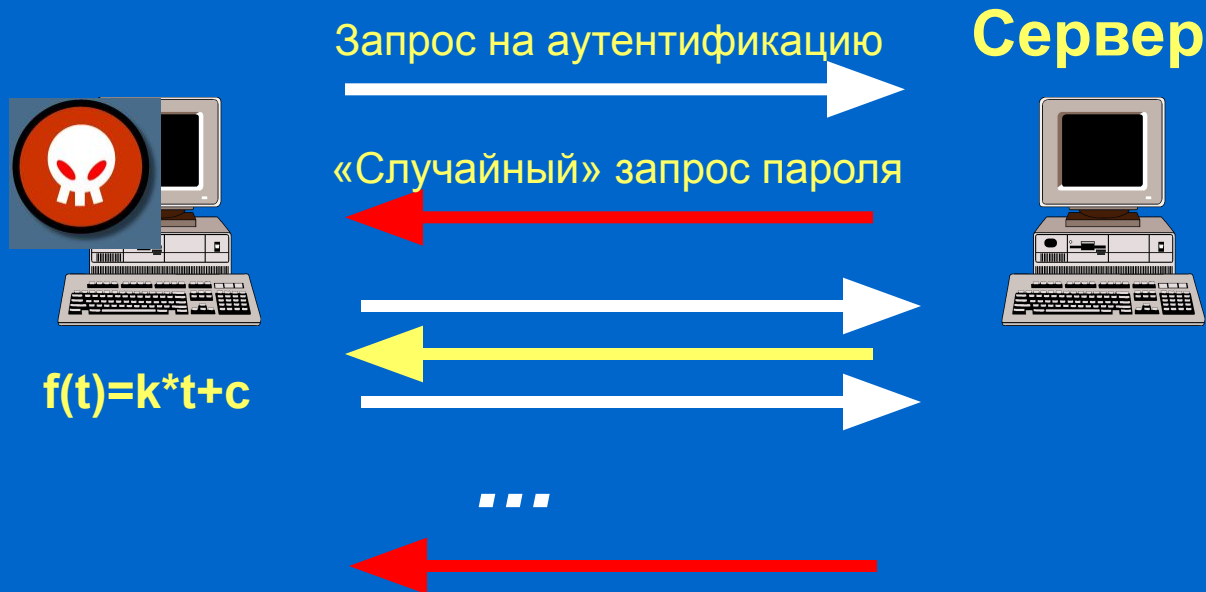 Запрос на аутентификацию
Сервер
«Случайный» запрос пароля
f(t)=k*t+c
...